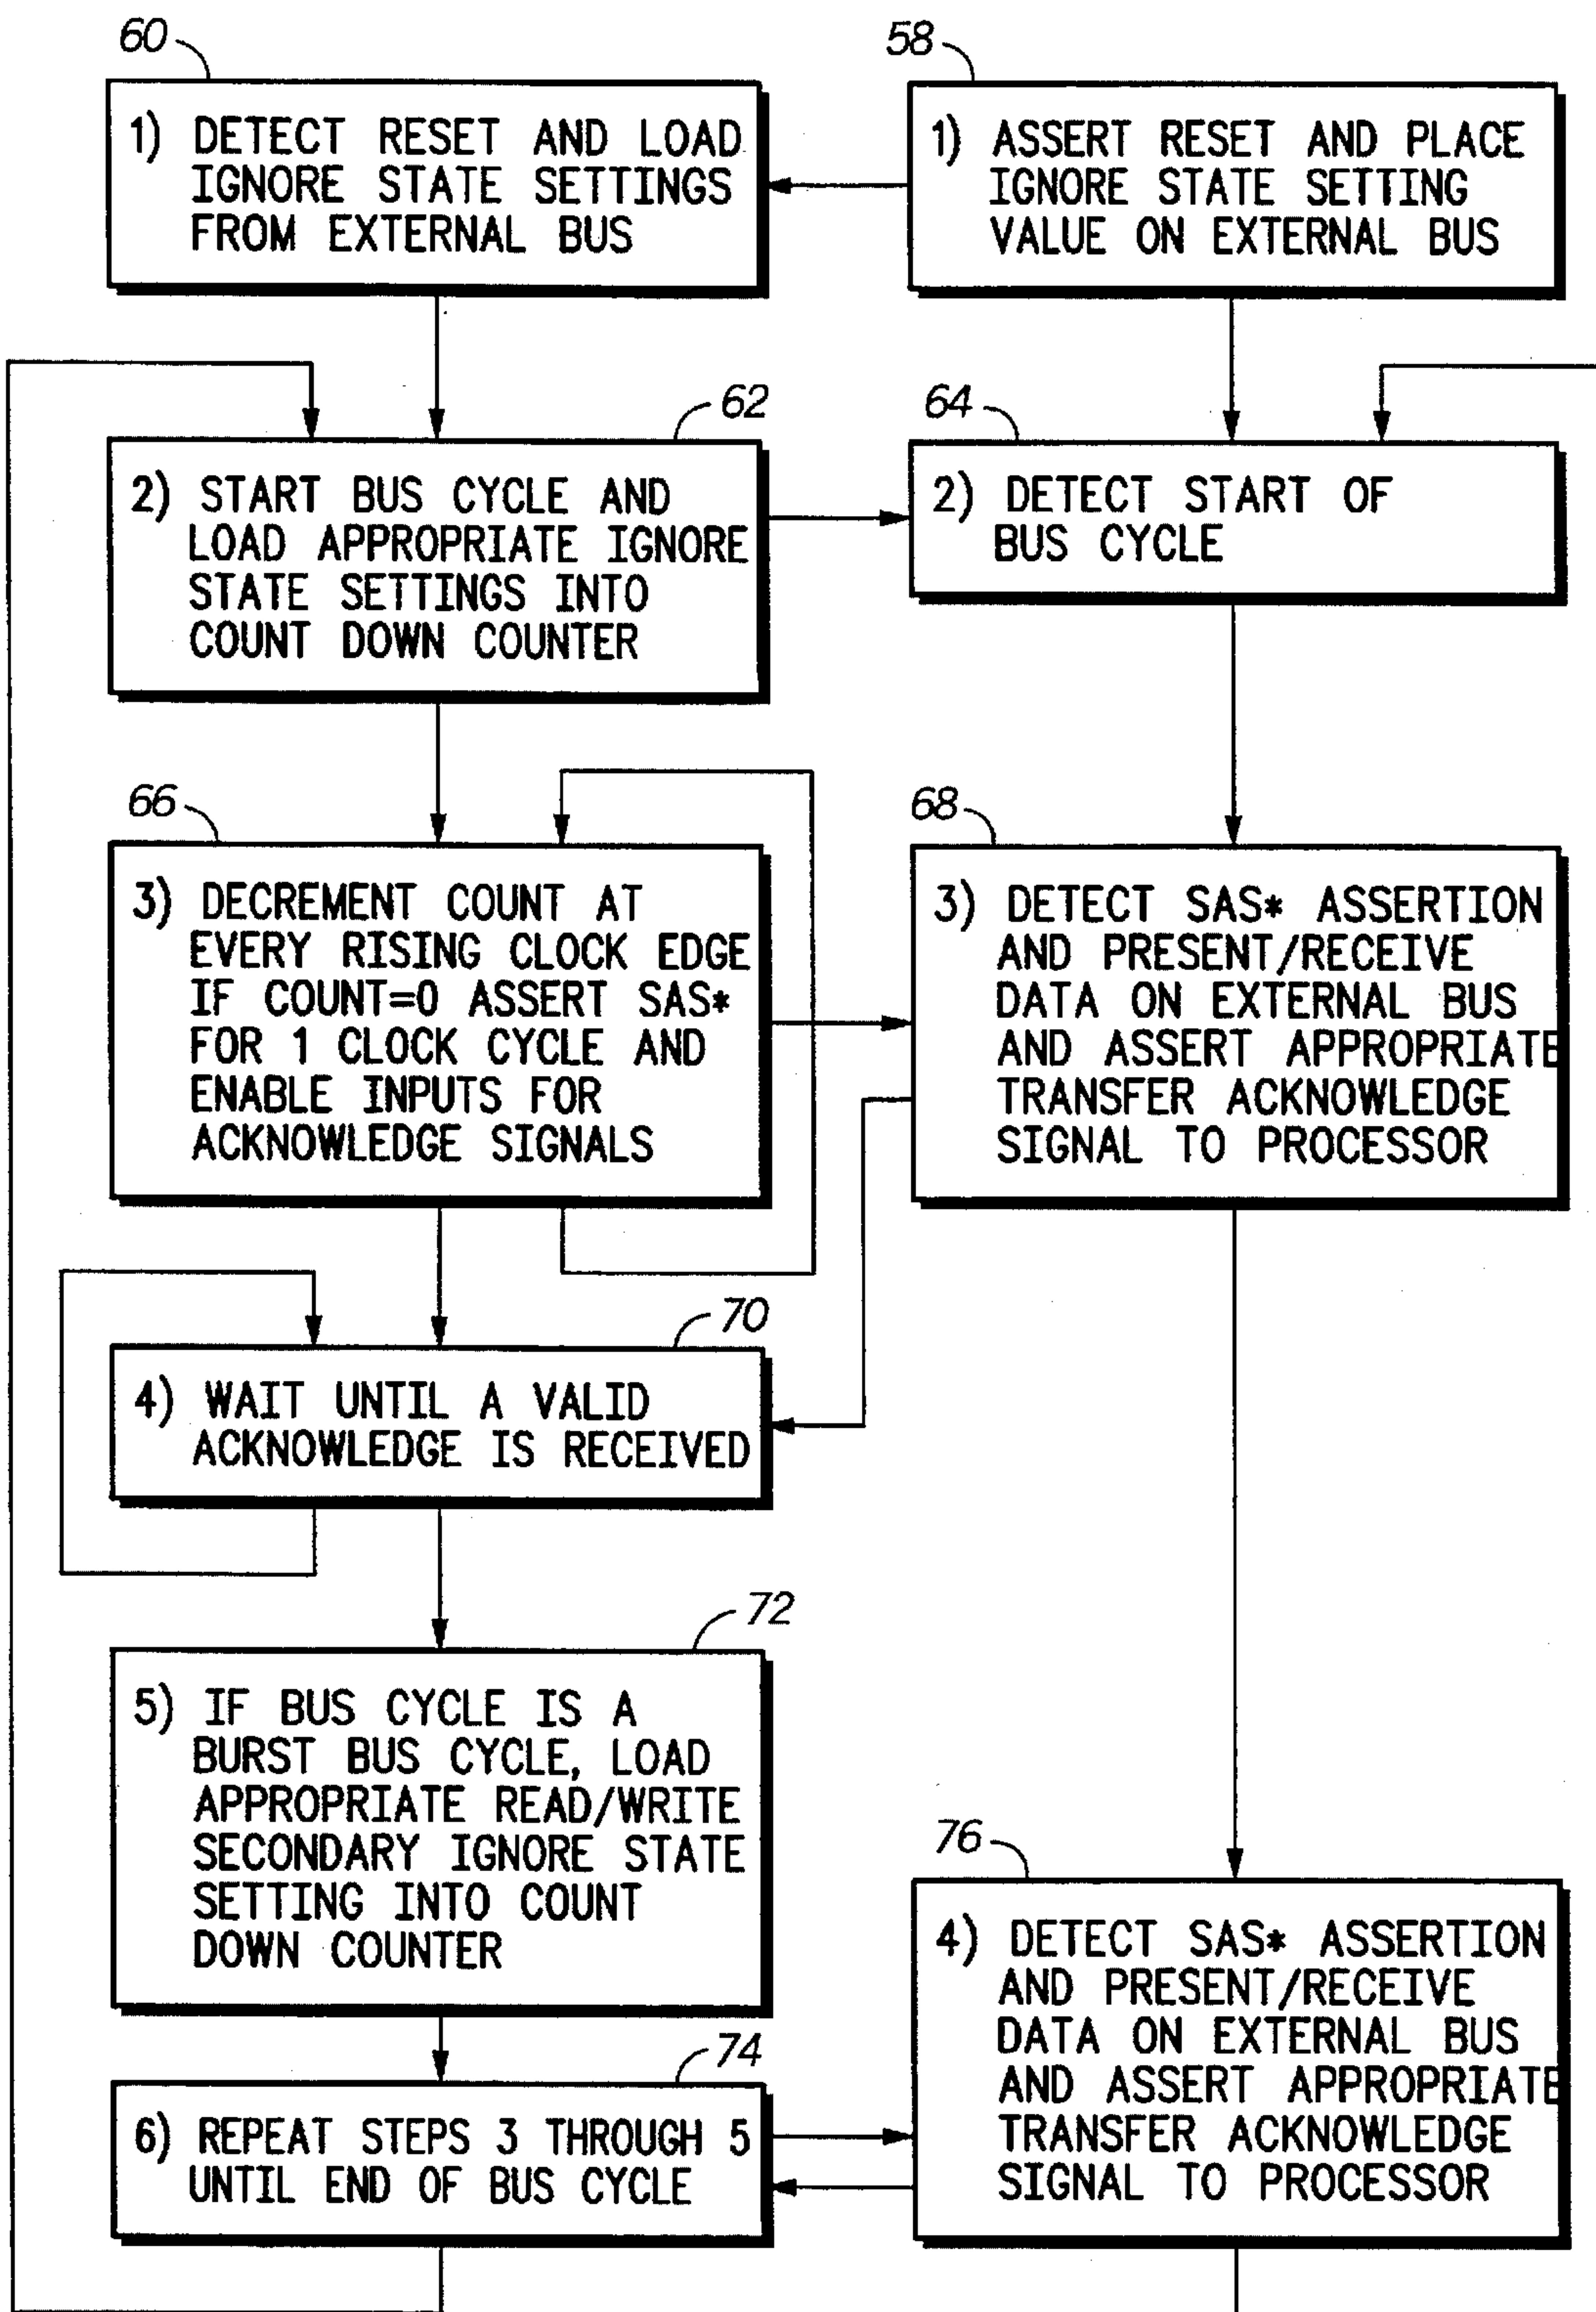 60
1) DETECT RESET AND LOAD
IGNORE STATE SETTINGS
FROM EXTERNAL BUS
58
1) ASSERT RESET AND PLACE
IGNORE STATE SETTING
VALUE ON EXTERNAL BUS
62
2) START BUS CYCLE AND
LOAD APPROPRIATE IGNORE
STATE SETTINGS INTO
COUNT DOWN COUNTER
64
2) DETECT START OF
BUS CYCLE
66
3) DECREMENT COUNT AT
EVERY RISING CLOCK EDGE
IF COUNT=0 ASSERT SAS*
FOR 1 CLOCK CYCLE AND
ENABLE INPUTS FOR
ACKNOWLEDGE SIGNALS
68
3) DETECT SAS* ASSERTION
AND PRESENT/RECEIVE
DATA ON EXTERNAL BUS
AND ASSERT APPROPRIATE
TRANSFER ACKNOWLEDGE
SIGNAL TO PROCESSOR
70
4) WAIT UNTIL A VALID
ACKNOWLEDGE IS RECEIVED
72
5) IF BUS CYCLE IS A
BURST BUS CYCLE, LOAD
APPROPRIATE READ/WRITE
SECONDARY IGNORE STATE
SETTING INTO COUNT
DOWN COUNTER
74
6) REPEAT STEPS 3 THROUGH 5
UNTIL END OF BUS CYCLE
76
4) DETECT SAS* ASSERTION
AND PRESENT/RECEIVE
DATA ON EXTERNAL BUS
AND ASSERT APPROPRIATE
TRANSFER ACKNOWLEDGE
SIGNAL TO PROCESSOR